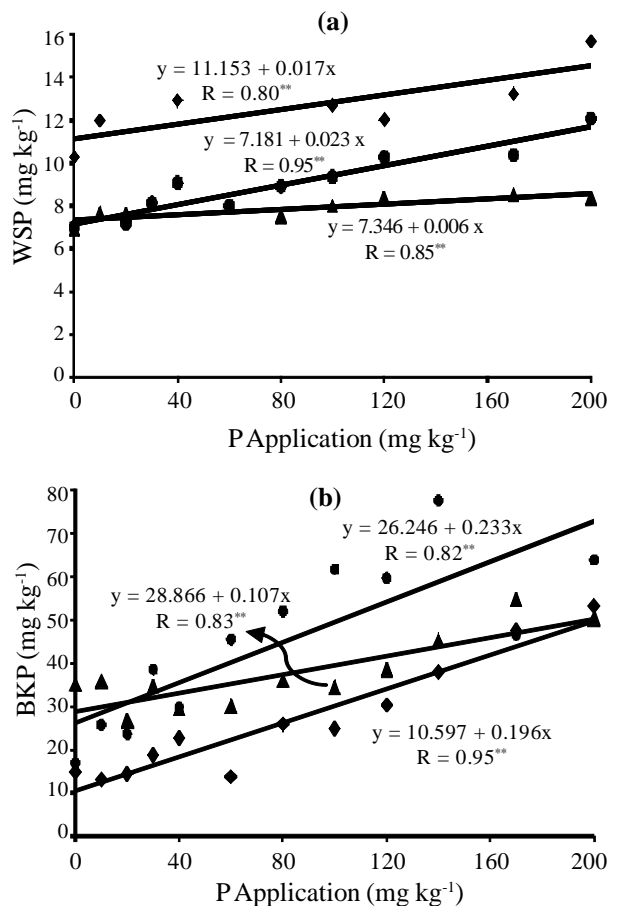 (a)
16
14
12
10
8
6
4
2
0
WSP (mg kg⁻¹)
y = 11.153 + 0.017x
R = 0.80**
y = 7.181 + 0.023 x
R = 0.95**
y = 7.346 + 0.006 x
R = 0.85**
0 40 80 120 160 200
P Application (mg kg⁻¹)
(b)
80
70
60
50
40
30
20
10
0
BKP (mg kg⁻¹)
y = 26.246 + 0.233x
R = 0.82**
y = 28.866 + 0.107x
R = 0.83**
y = 10.597 + 0.196x
R = 0.95**
0 40 80 120 160 200
P Application (mg kg⁻¹)